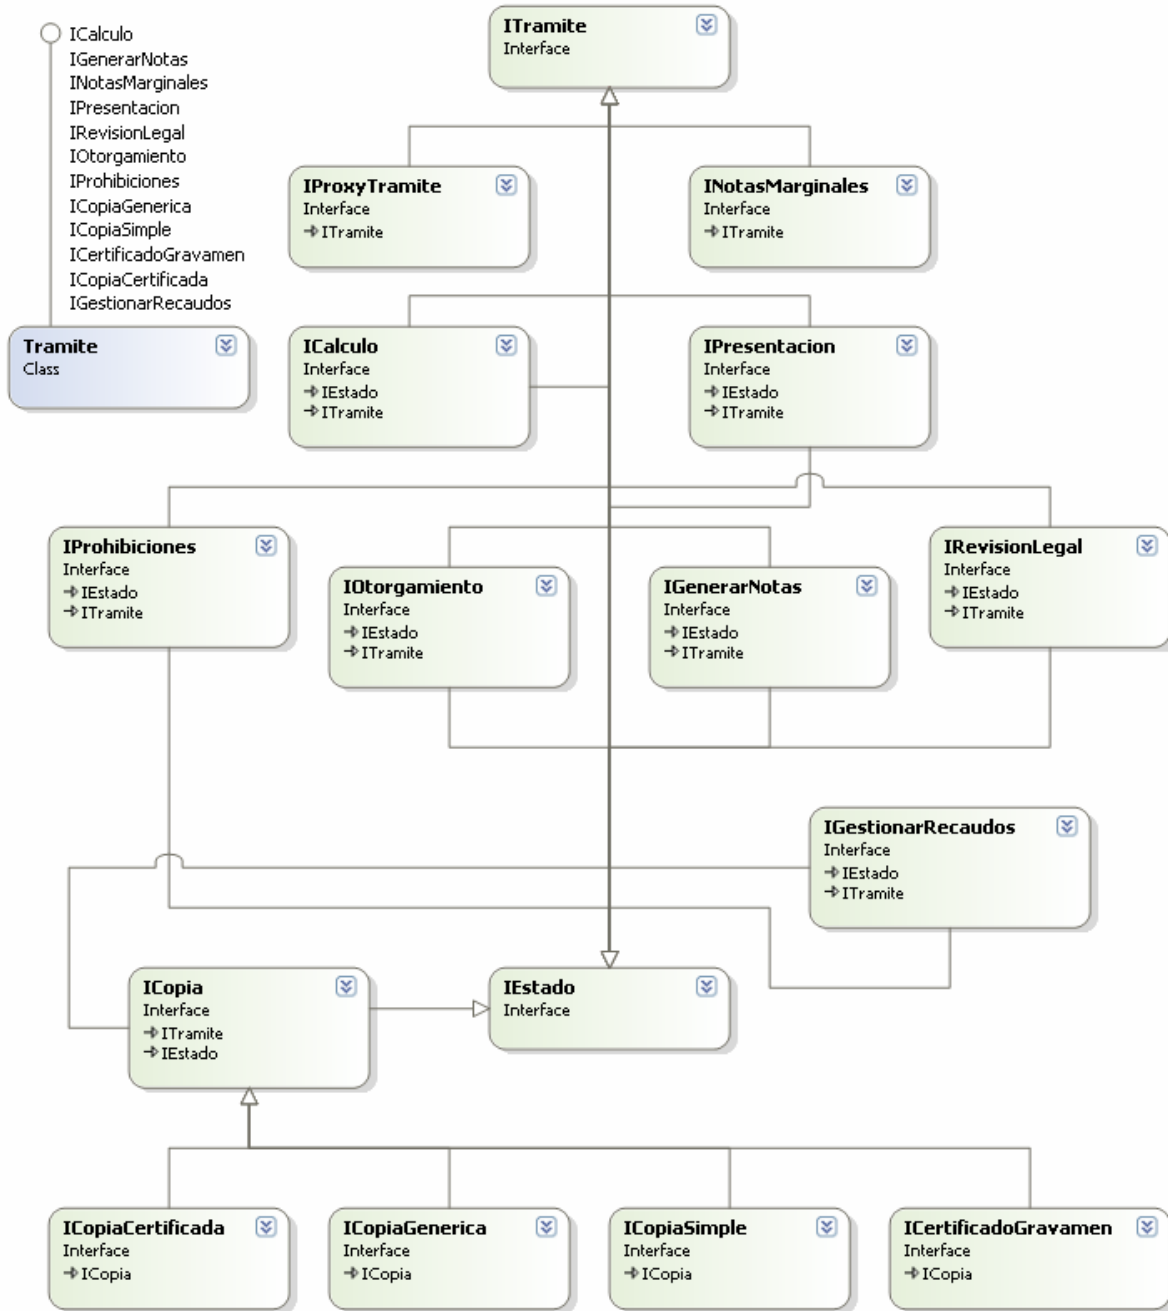 ICalculo
IGenerarNotas
INotasMarginales
IPresentacion
IRevisionLegal
IOtorgamiento
IProhibiciones
ICopiaGenerica
ICopiaSimple
ICertificadoGravamen
ICopiaCertificada
IGestionarRecaudos
Tramite
Class
ITramite
Interface
IProxyTramite
Interface
ITramite
INotasMarginales
Interface
ITramite
ICalculo
Interface
IEstado
ITramite
IPresentacion
Interface
IEstado
ITramite
IProhibiciones
Interface
IEstado
ITramite
IOtorgamiento
Interface
IEstado
ITramite
IGenerarNotas
Interface
IEstado
ITramite
IRevisionLegal
Interface
IEstado
ITramite
IGestionarRecaudos
Interface
IEstado
ITramite
ICopia
Interface
ITramite
IEstado
IEstado
Interface
ICopiaCertificada
Interface
ICopia
ICopiaGenerica
Interface
ICopia
ICopiaSimple
Interface
ICopia
ICertificadoGravamen
Interface
ICopia